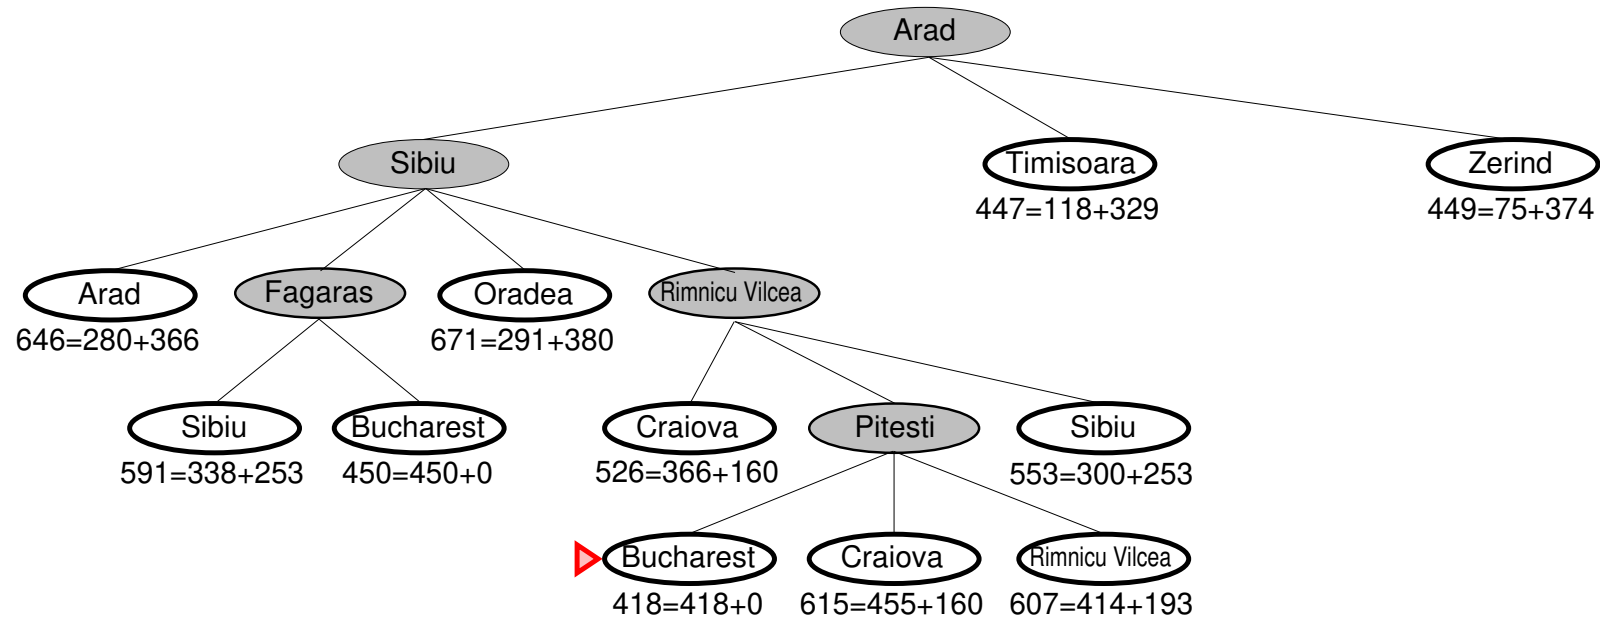 Arad
Sibiu
Timisoara
Zerind
447=118+329
449=75+374
Arad
Fagaras
Oradea
Rimnicu Vilcea
646=280+366
671=291+380
Sibiu
Bucharest
Craiova
Pitesti
Sibiu
591=338+253
450=450+0
526=366+160
553=300+253
Bucharest
Craiova
Rimnicu Vilcea
418=418+0
615=455+160
607=414+193